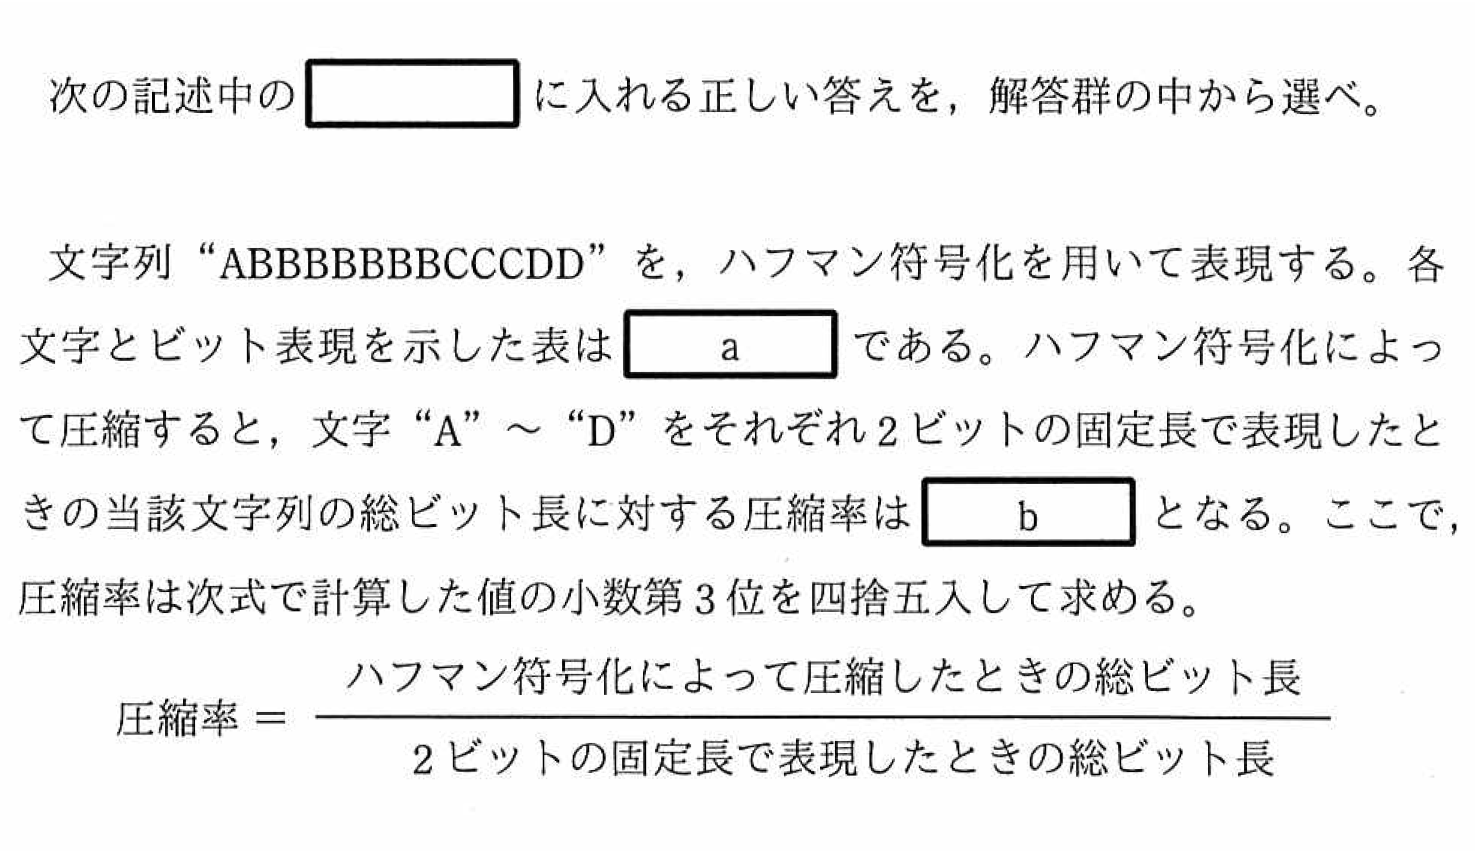 次の記述中の に入れる正しい答えを，解答群の中から選べ。
文字列“ABBBBBBBBCCCDD”を，ハフマン符号化を用いて表現する。各
文字とビット表現を示した表は a である。ハフマン符号化によっ
て圧縮すると，文字“A”～“D”をそれぞれ2ビットの固定長で表現したと
きの当該文字列の総ビット長に対する圧縮率は b となる。ここで，
圧縮率は次式で計算した値の小数第3位を四捨五入して求める。
圧縮率＝
ハフマン符号化によって圧縮したときの総ビット長
2ビットの固定長で表現したときの総ビット長